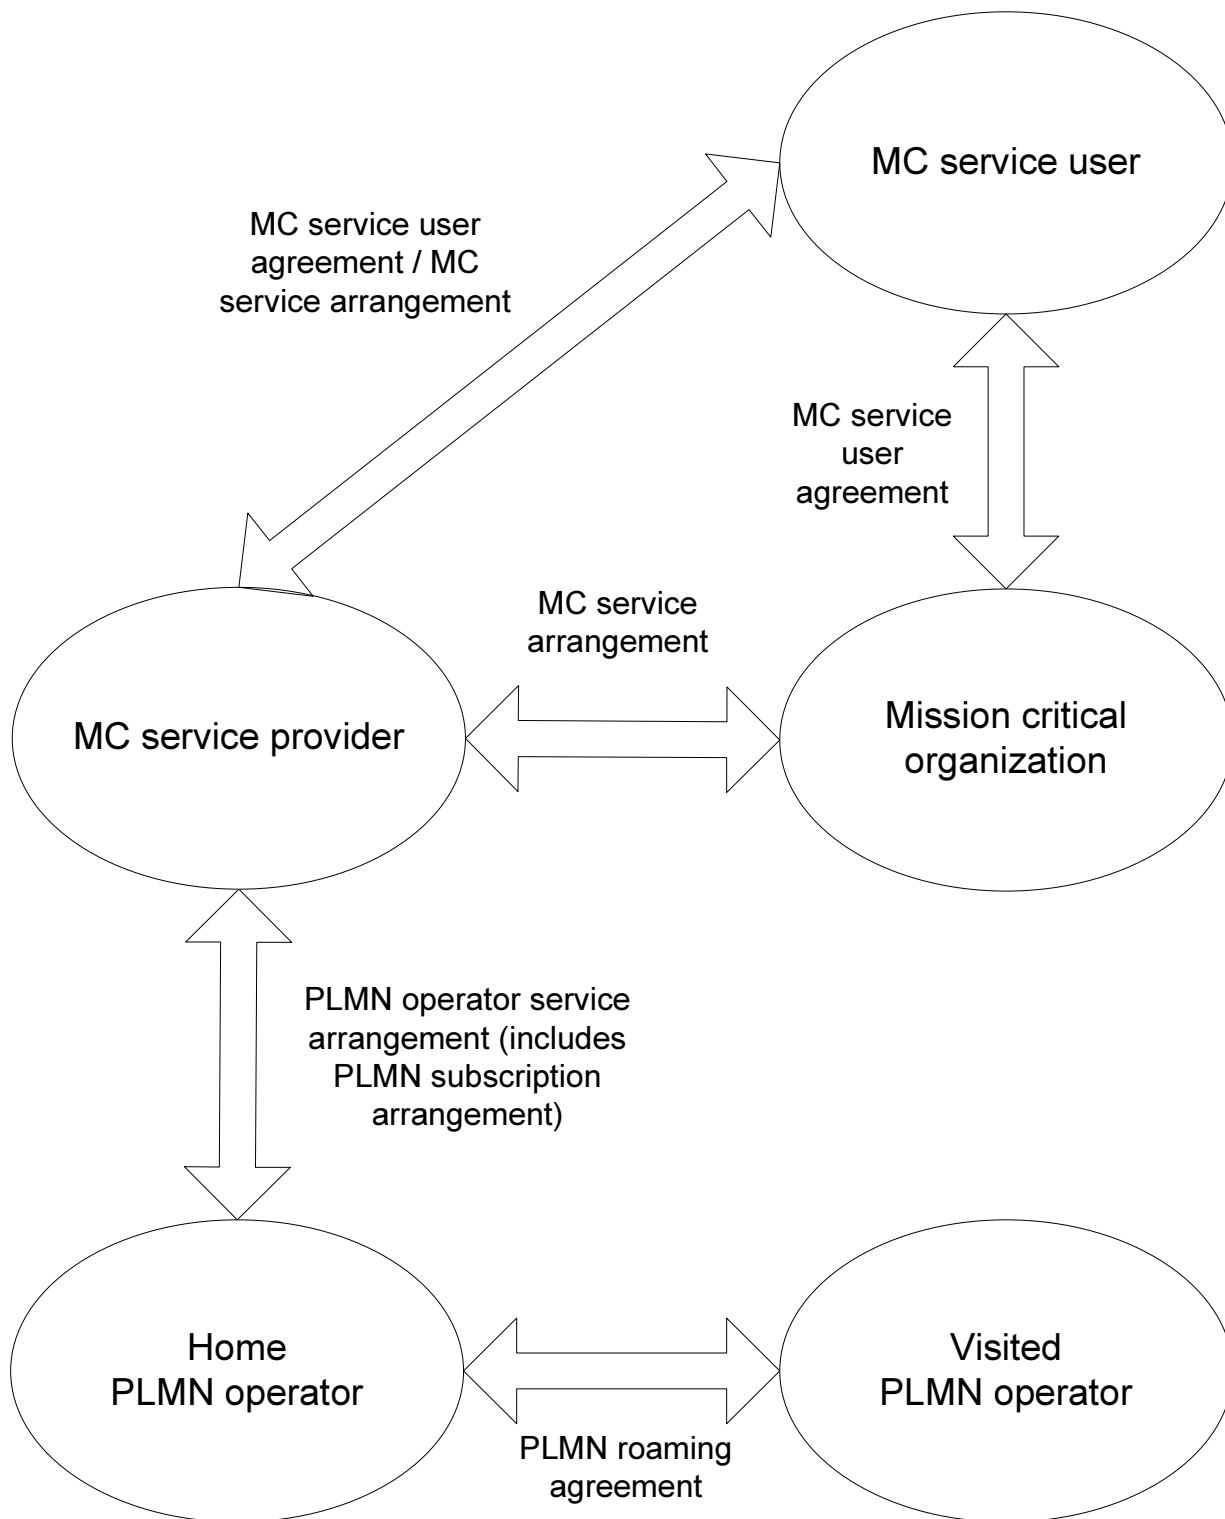 MC service user
MC service user
agreement / MC
service arrangement
MC service
user
agreement
MC service
arrangement
MC service provider
Mission critical
organization
PLMN operator service
arrangement (includes
PLMN subscription
arrangement)
Home
PLMN operator
Visited
PLMN operator
PLMN roaming
agreement